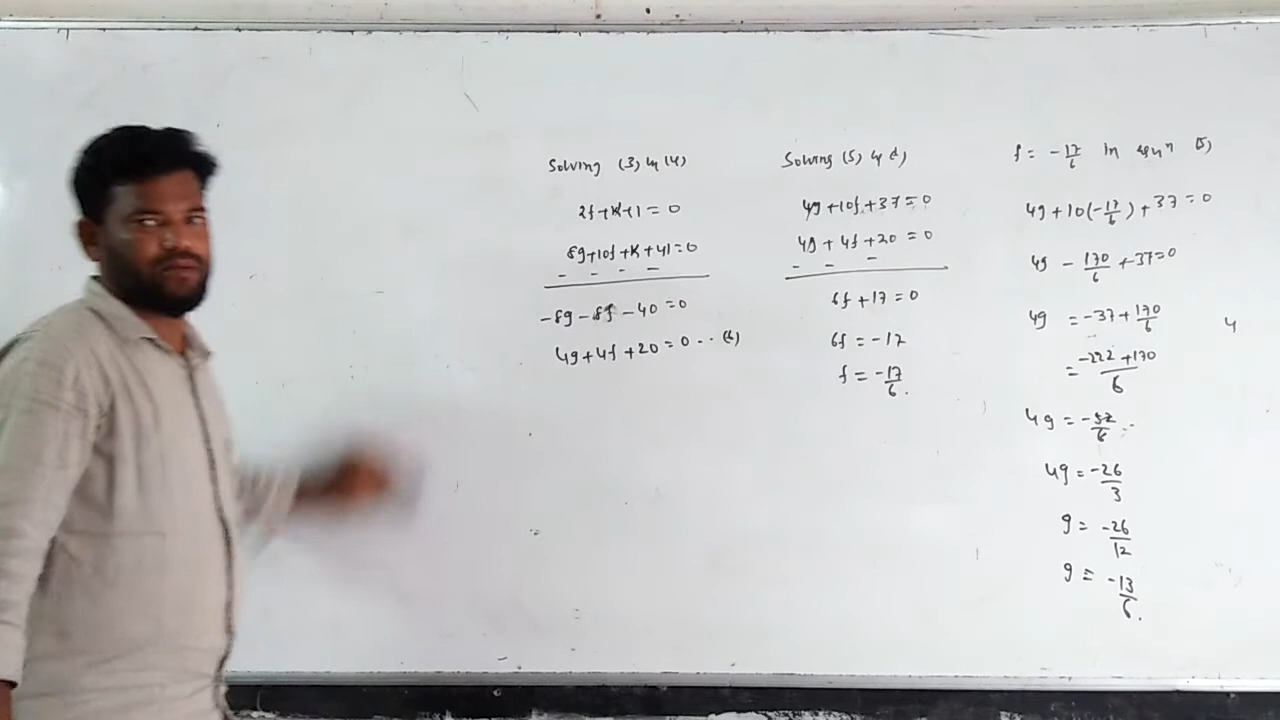 Solving (3) & (4)
2f+k+1=0
8g+10f+k+41=0
- - - -
-8g-8f-40=0
4g+4f+20=0 .. (6)
Solving (5) & 6)
4g+10f+37=0
4g+4f+20=0
- - -
6f+17=0
6f=-17
f=-17/6.
f=-17/6 in equn 5)
4g+10(-17/6)+37=0
4g-170/6+37=0
4g=-37+170/6
=-222+170/6
4g=-52/6
4g=-26/3
g=-26/12
g=-13/6.
4